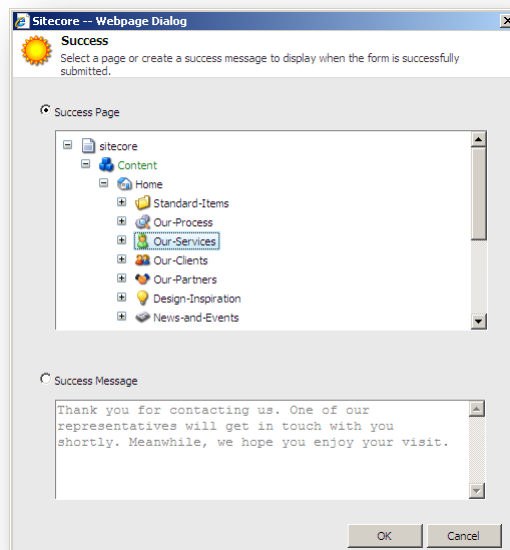 Sitecore -- Webpage Dialog
Success
Select a page or create a success message to display when the form is successfully
submitted.
Success Page
sitecore
Content
Home
Standard-Items
Our-Process
Our-Services
Our-Clients
Our-Partners
Design-Inspiration
News-and-Events
Success Message
Thank you for contacting us. One of our
representatives will get in touch with you
shortly. Meanwhile, we hope you enjoy your visit.
OK
Cancel